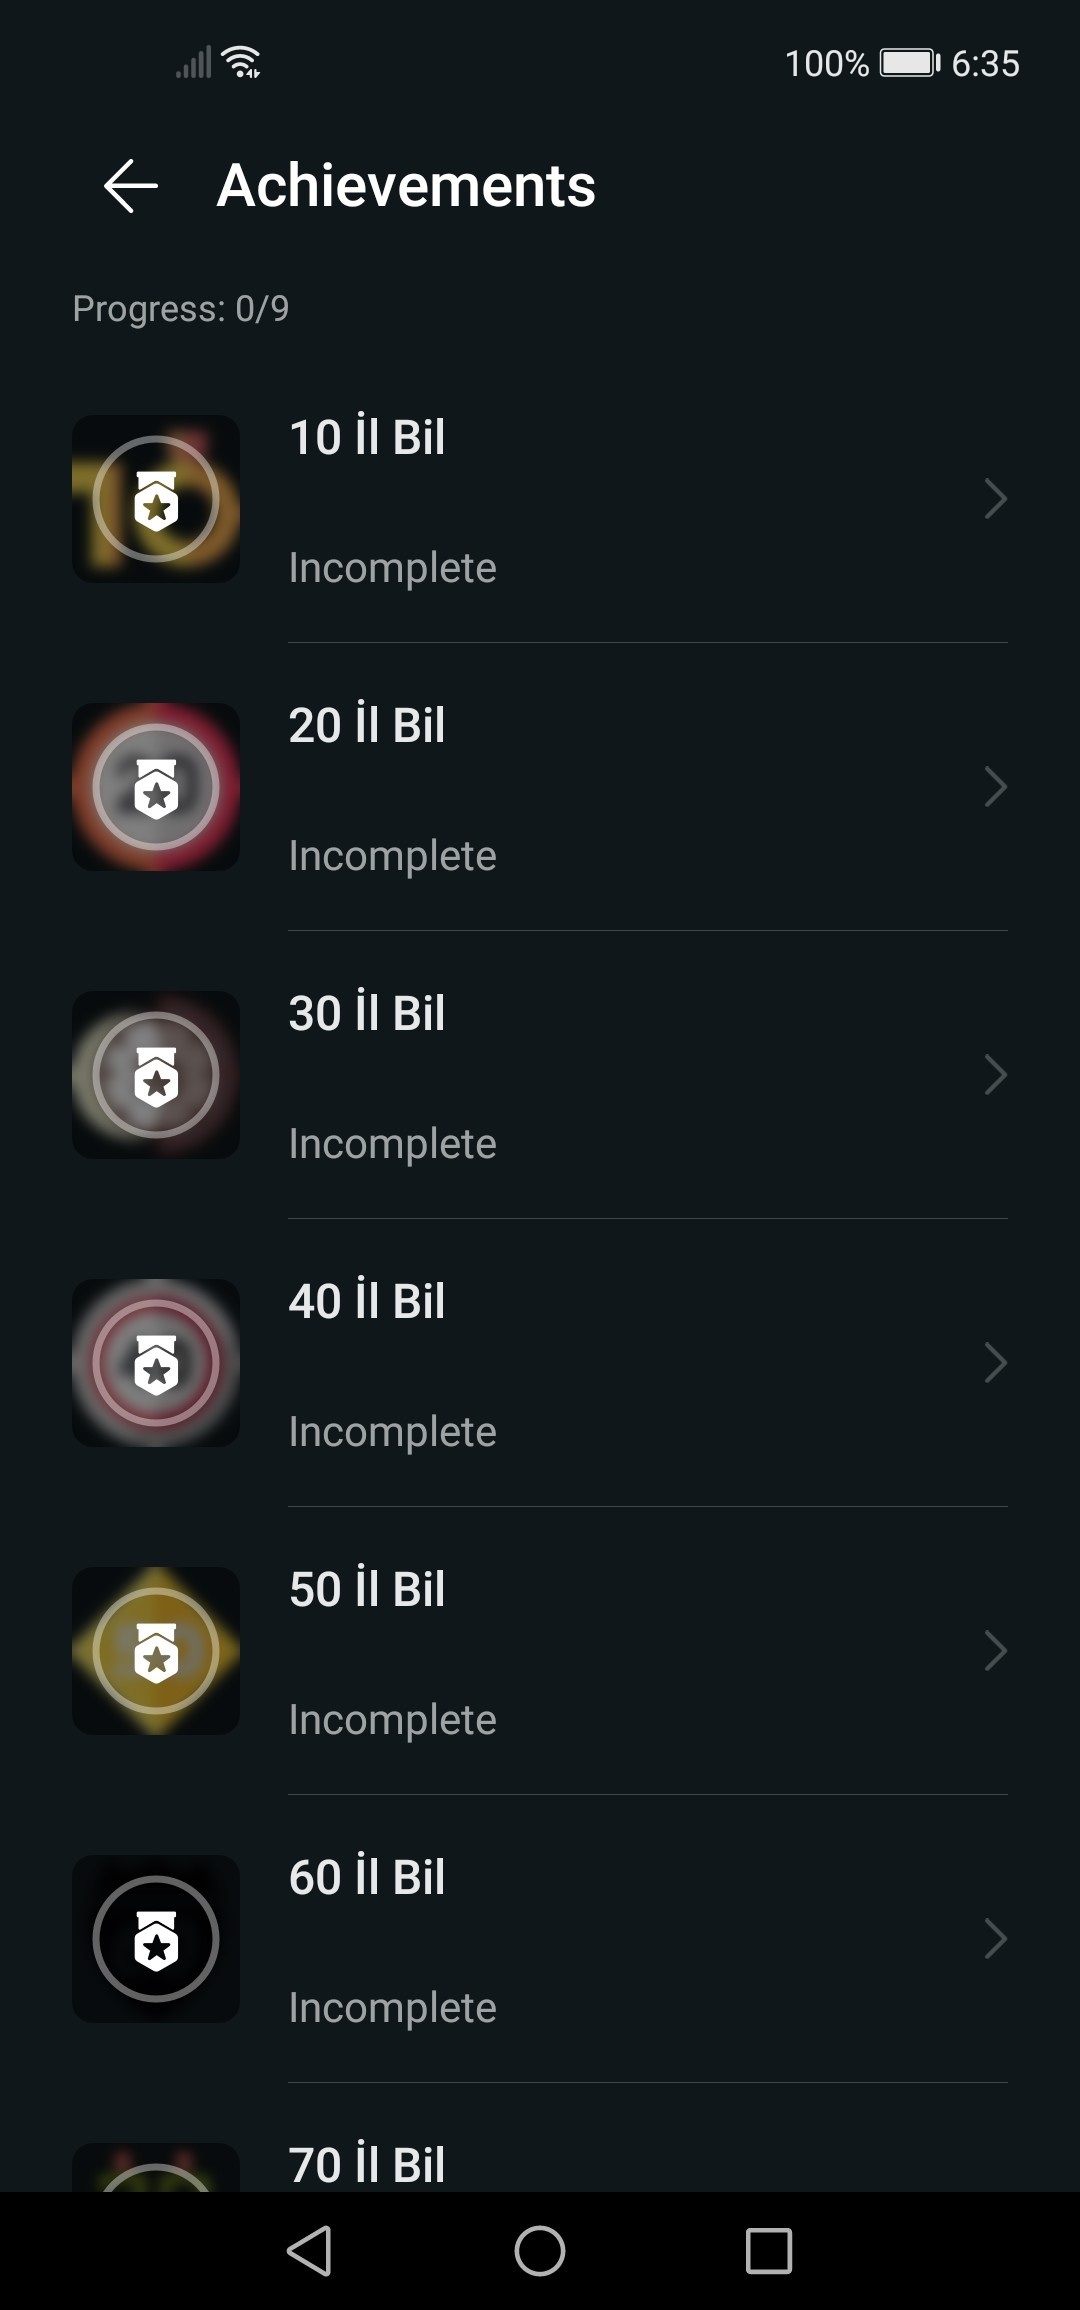 100% 6:35
Achievements
Progress: 0/9
10 İl Bil
Incomplete
20 İl Bil
Incomplete
30 İl Bil
Incomplete
40 İl Bil
Incomplete
50 İl Bil
Incomplete
60 İl Bil
Incomplete
70 İl Bil